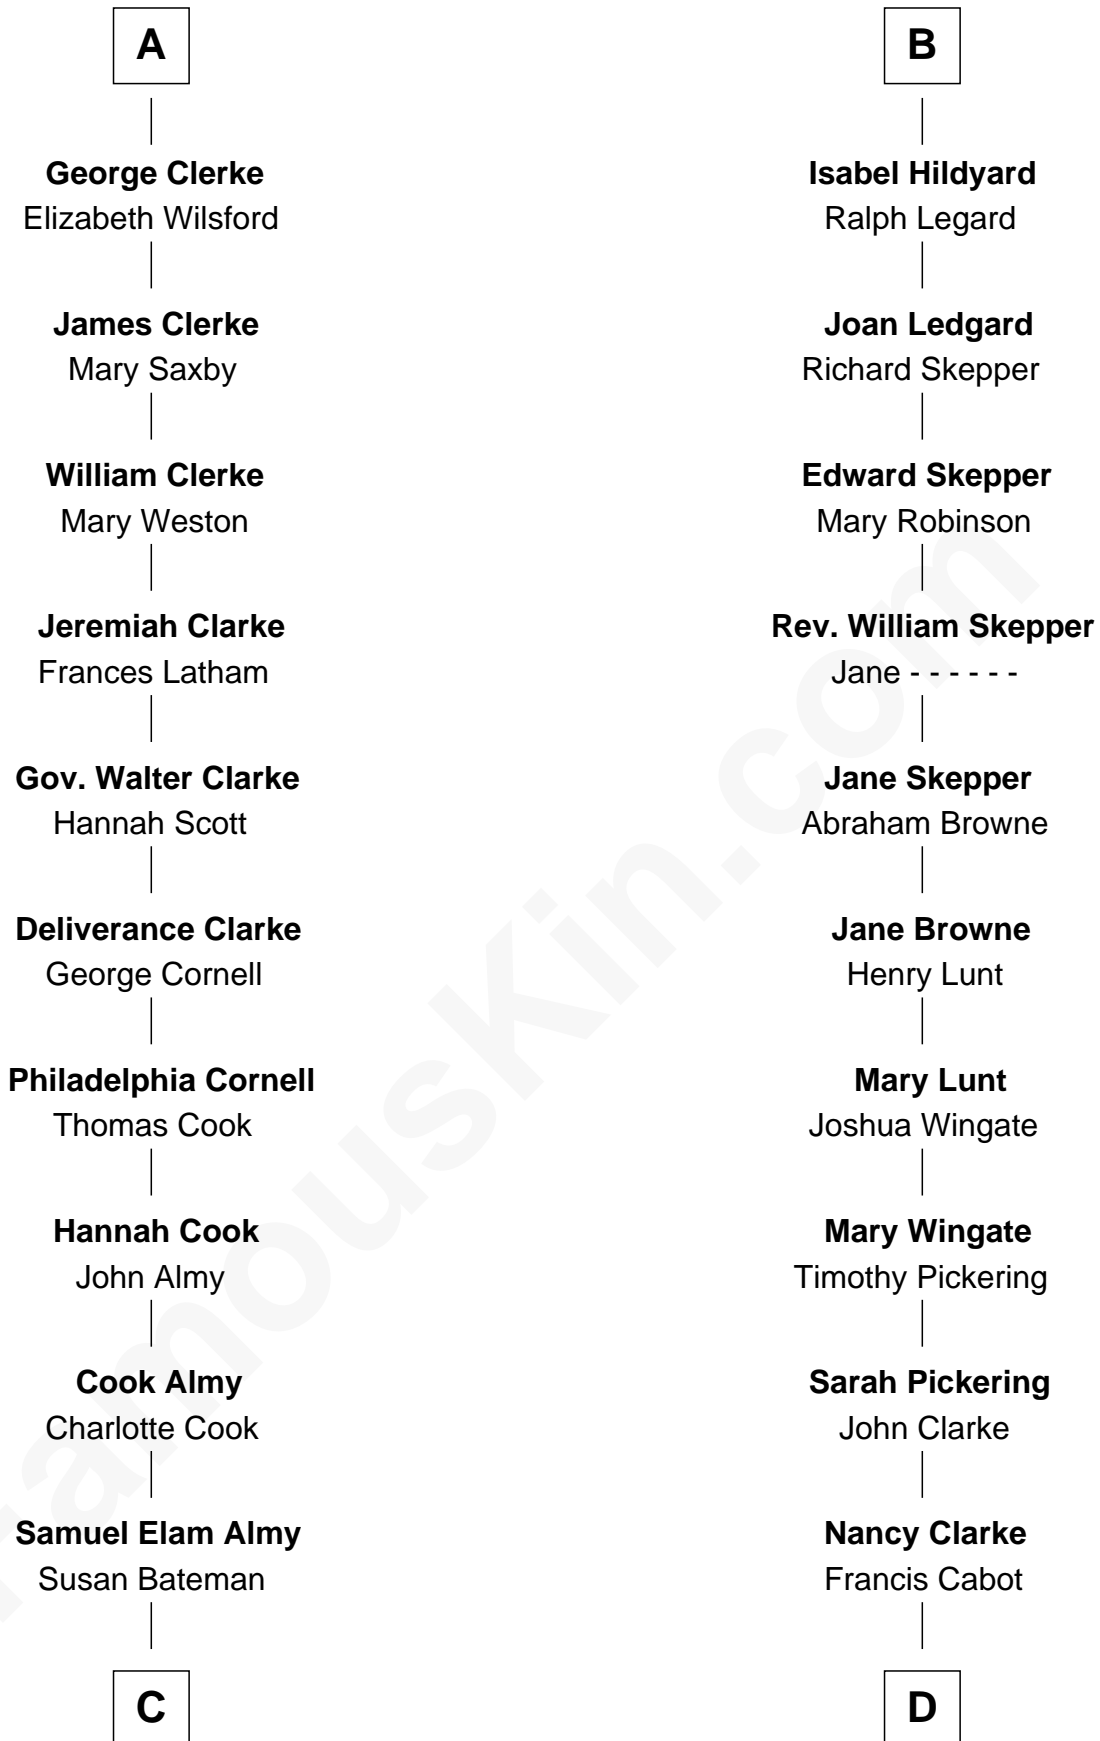 A
George Clerke
Elizabeth Wilsford
James Clerke
Mary Saxby
William Clerke
Mary Weston
Jeremiah Clarke
Frances Latham
Gov. Walter Clarke
Hannah Scott
Deliverance Clarke
George Cornell
Philadelphia Cornell
Thomas Cook
Hannah Cook
John Almy
Cook Almy
Charlotte Cook
Samuel Elam Almy
Susan Bateman
C
B
Isabel Hildyard
Ralph Legard
Joan Ledgard
Richard Skepper
Edward Skepper
Mary Robinson
Rev. William Skepper
Jane - - - - - -
Jane Skepper
Abraham Browne
Jane Browne
Henry Lunt
Mary Lunt
Joshua Wingate
Mary Wingate
Timothy Pickering
Sarah Pickering
John Clarke
Nancy Clarke
Francis Cabot
D
FamousKin.com